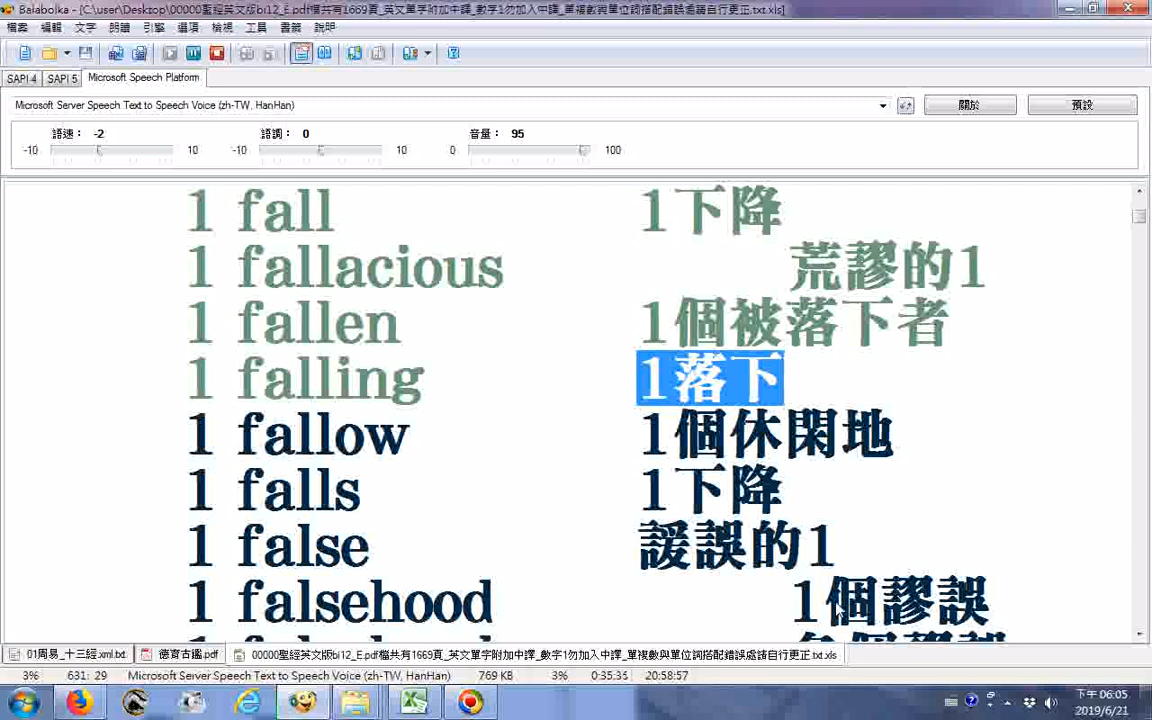 Balabolka - [C:\user\Desktop\00000聖經英文版bi12_E.pdf檔共有1669頁_英文單字附加中譯_數字1勿加入中譯_單複數與單位詞搭配錯誤處請自行更正.txt.xls]
檔案 編輯 文字 朗讀 引擎 選項 檢視 工具 書籤 說明
SAPI 4 SAPI 5 Microsoft Speech Platform
Microsoft Server Speech Text to Speech Voice (zh-TW, HanHan) 關於 預設
語速： -2 語調： 0 音量： 95
-10 10 -10 10 0 100
1 fall 1下降
1 fallacious 荒謬的1
1 fallen 1個被落下者
1 falling 1落下
1 fallow 1個休閑地
1 falls 1下降
1 false 諼誤的1
1 falsehood 1個謬誤
01周易_十三經.xml.txt 德育古鑑.pdf 00000聖經英文版bi12_E.pdf檔共有1669頁_英文單字附加中譯_數字1勿加入中譯_單複數與單位詞搭配錯誤處請自行更正.txt.xls
3% 631: 29 Microsoft Server Speech Text to Speech Voice (zh-TW, HanHan) 769 KB 3% 0:35:35 20:58:57
下午 06:05
2019/6/21